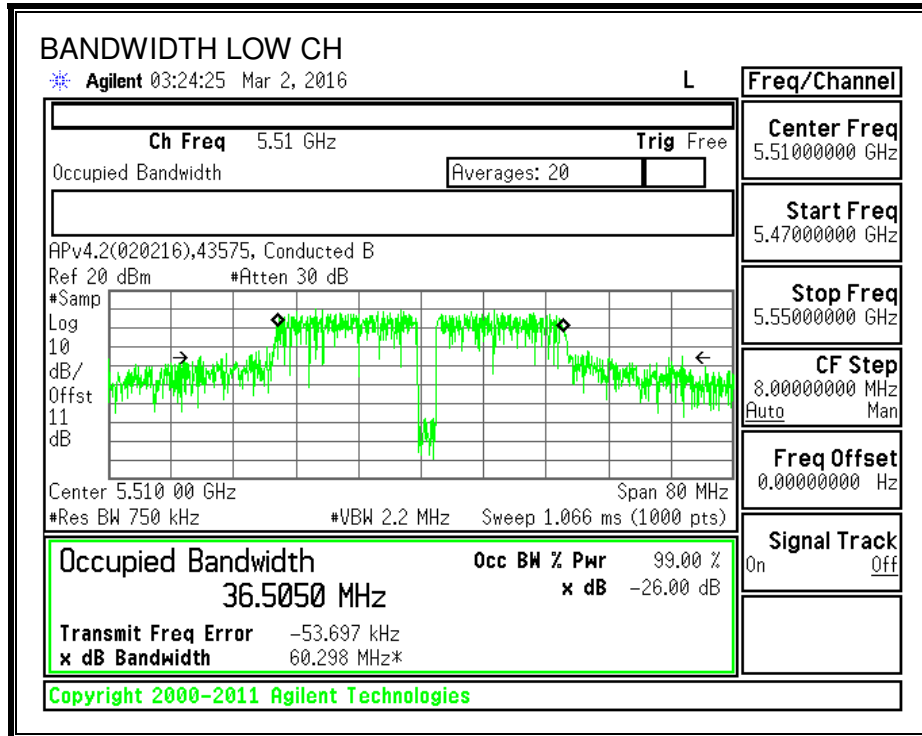 BANDWIDTH LOW CH
Agilent 03:24:25 Mar 2, 2016 L
Ch Freq 5.51 GHz Trig Free
Occupied Bandwidth Averages: 20
APv4.2(020216),43575, Conducted B
Ref 20 dBm #Atten 30 dB
#Samp
Log
10
dB/
Offst
11
dB
Center 5.510 00 GHz Span 80 MHz
#Res BW 750 kHz #VBW 2.2 MHz Sweep 1.066 ms (1000 pts)
Occupied Bandwidth Occ BW % Pwr 99.00 %
36.5050 MHz x dB -26.00 dB
Transmit Freq Error -53.697 kHz
x dB Bandwidth 60.298 MHz*
Copyright 2000-2011 Agilent Technologies
Freq/Channel
Center Freq
5.51000000 GHz
Start Freq
5.47000000 GHz
Stop Freq
5.55000000 GHz
CF Step
8.00000000 MHz
Auto Man
Freq Offset
0.00000000 Hz
Signal Track
On Off